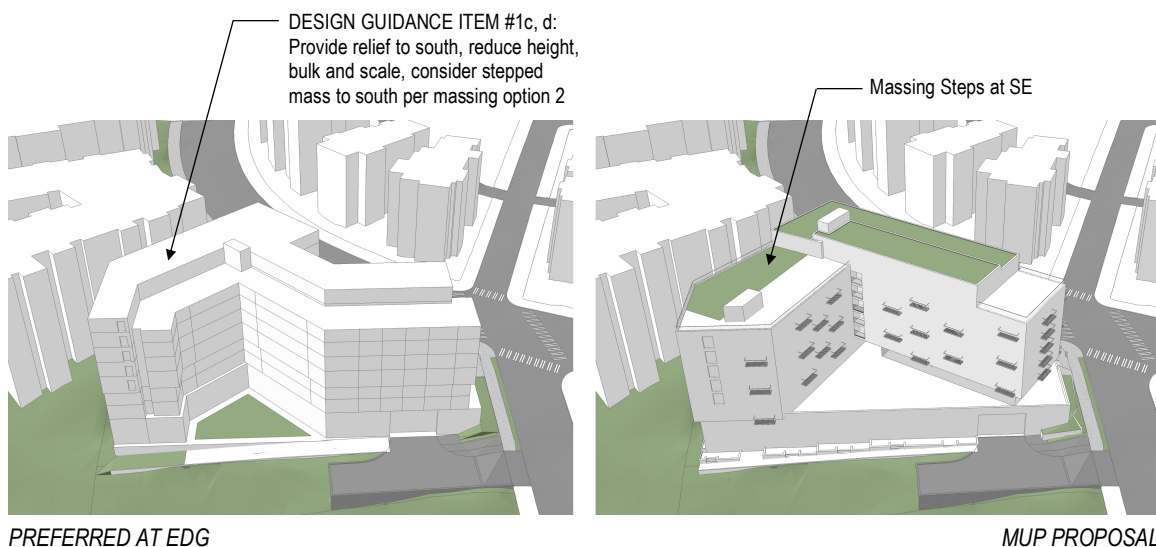 DESIGN GUIDANCE ITEM #1c, d:
Provide relief to south, reduce height,
bulk and scale, consider stepped
mass to south per massing option 2
Massing Steps at SE
PREFERRED AT EDG
MUP PROPOSAL